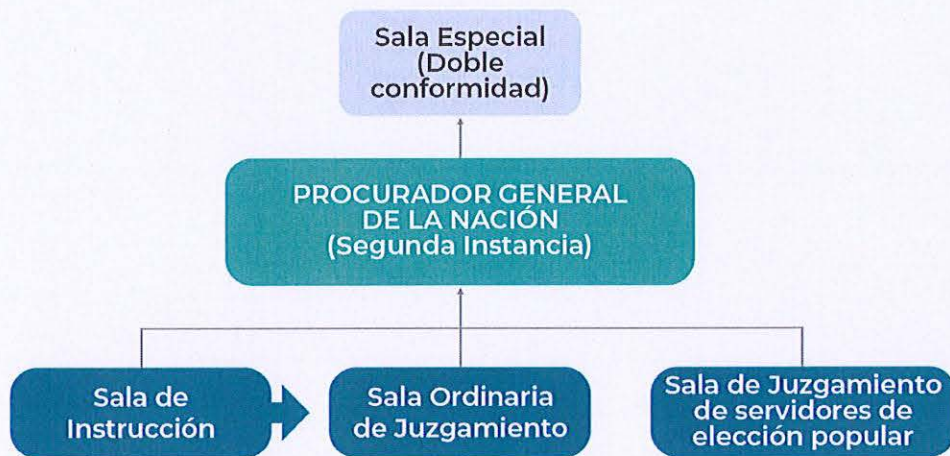 Sala Especial
(Doble
conformidad)
PROCURADOR GENERAL
DE LA NACIÓN
(Segunda Instancia)
Sala de
Instrucción
Sala Ordinaria
de Juzgamiento
Sala de Juzgamiento
de servidores de
elección popular